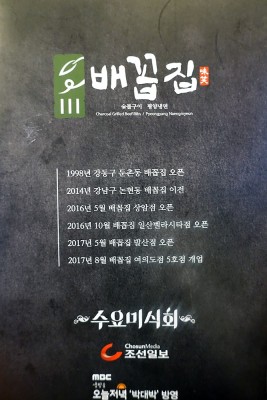 배꼽집
味笑
숯불구이 평양냉면
Charcoal Grilled Beef Ribs / Pyeongyang Naengmyeon
1998년 강동구 둔촌동 배꼽집 오픈
2014년 강남구 논현동 배꼽집 이전
2016년 5월 배꼽집 상암점 오픈
2016년 10월 배꼽집 일산벨라시타점 오픈
2017년 5월 배꼽집 발산점 오픈
2017년 8월 배꼽집 여의도점 5호점 개업
수요미식회
ChosunMedia
조선일보
MBC
생방송
오늘저녁 '박대박' 방영